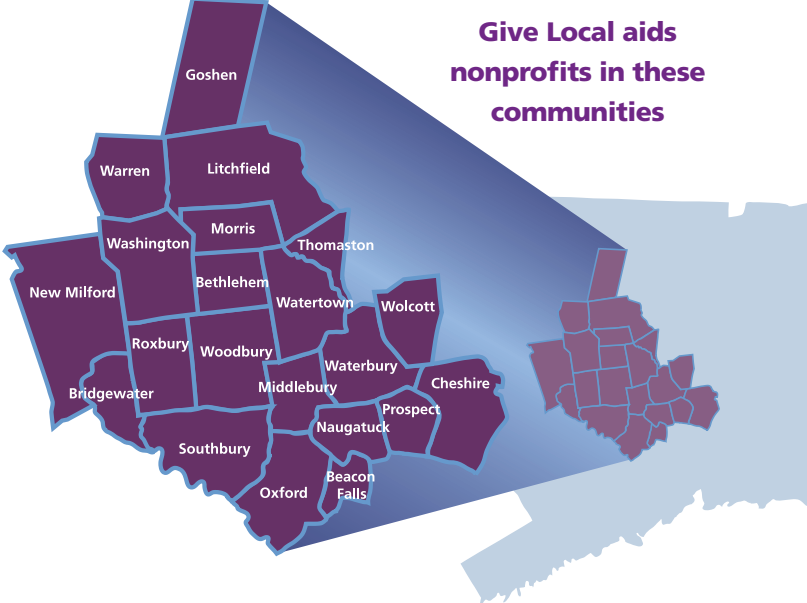 Give Local aids
nonprofits in these
communities
Goshen
Warren
Litchfield
Morris
Washington
Thomaston
Bethlehem
New Milford
Watertown
Wolcott
Roxbury
Woodbury
Waterbury
Middlebury
Cheshire
Bridgewater
Prospect
Naugatuck
Southbury
Beacon
Falls
Oxford